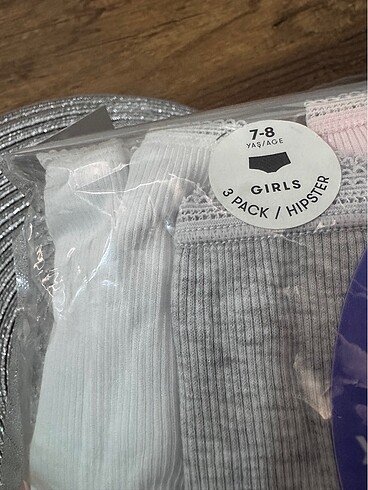 7-8
YAŞ/AGE
GIRLS
3 PACK / HIPSTER